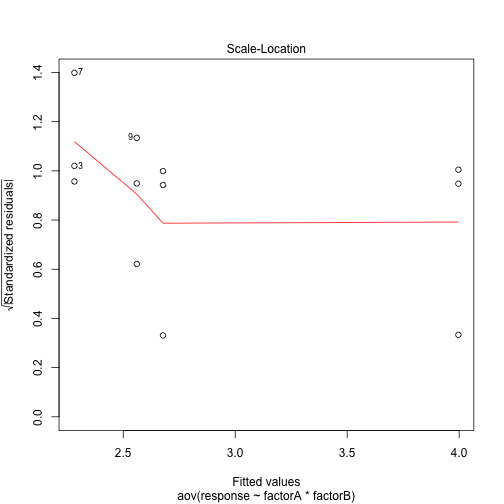 Scale-Location
√|Standardized residuals|
1.4
1.2
1.0
0.8
0.6
0.4
0.2
0.0
7
3
9
2.5 3.0 3.5 4.0
Fitted values
aov(response ~ factorA * factorB)